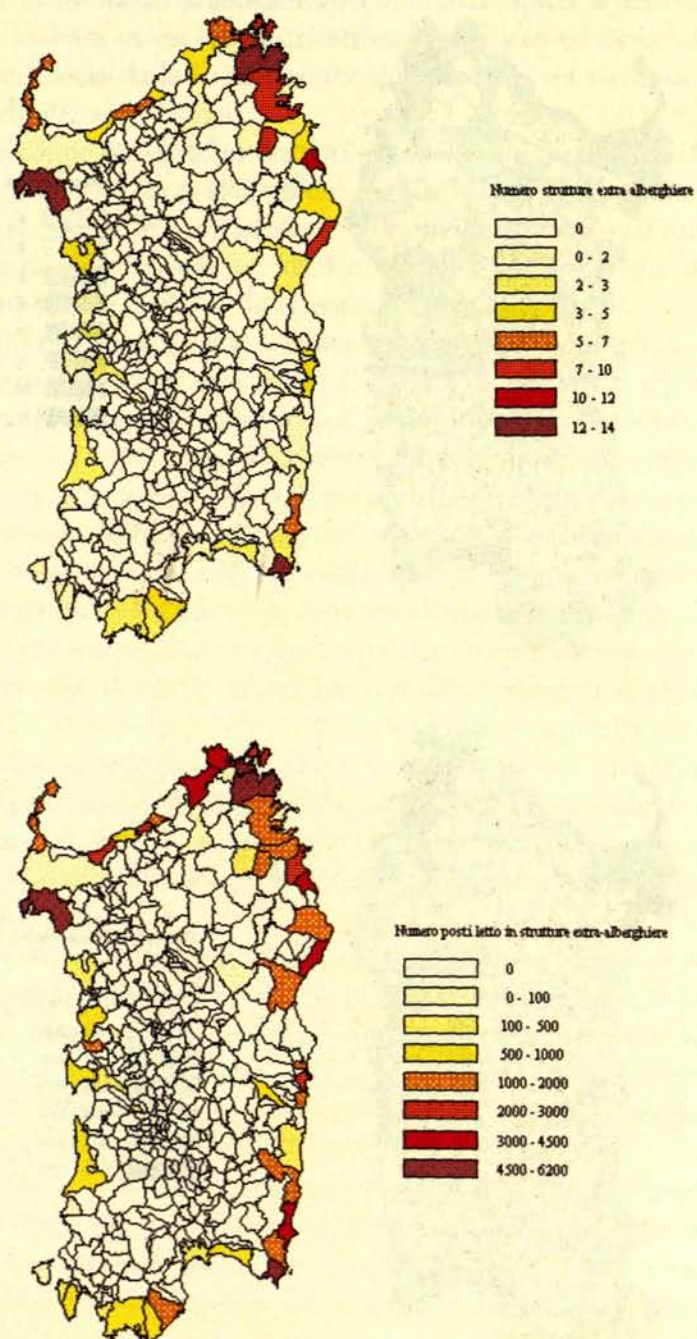 Numero strutture extra alberghiere
0
0 - 2
2 - 3
3 - 5
5 - 7
7 - 10
10 - 12
12 - 14
Numero posti letto in strutture extra-alberghiere
0
0 - 100
100 - 500
500 - 1000
1000 - 2000
2000 - 3000
3000 - 4500
4500 - 6200